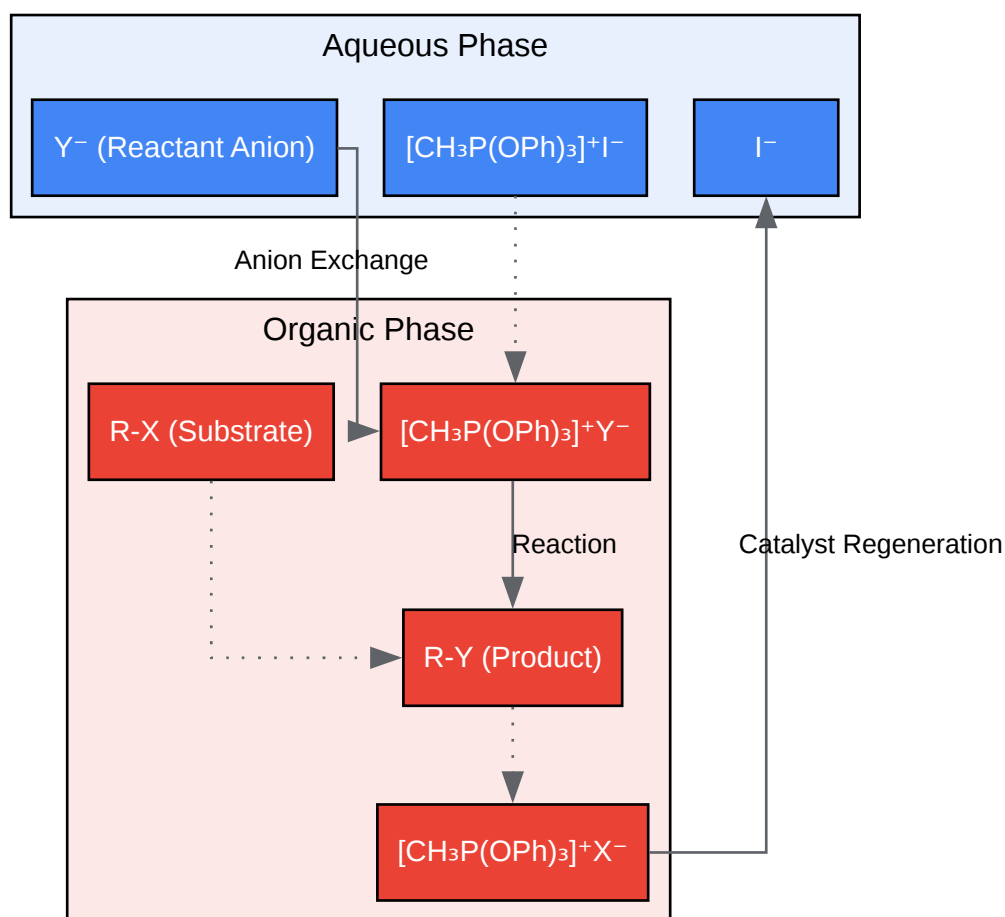 Aqueous Phase
Y⁻ (Reactant Anion)
[CH₃P(OPh)₃]⁺I⁻
I⁻
Anion Exchange
Organic Phase
R-X (Substrate)
[CH₃P(OPh)₃]⁺Y⁻
Reaction
Catalyst Regeneration
R-Y (Product)
[CH₃P(OPh)₃]⁺X⁻